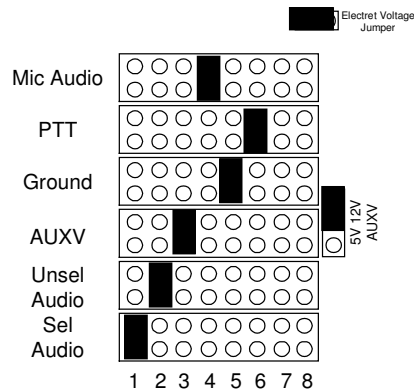 Electret Voltage
Jumper
Mic Audio
PTT
Ground
AUXV
Unsel
Audio
Sel
Audio
5V 12V
AUXV
1 2 3 4 5 6 7 8